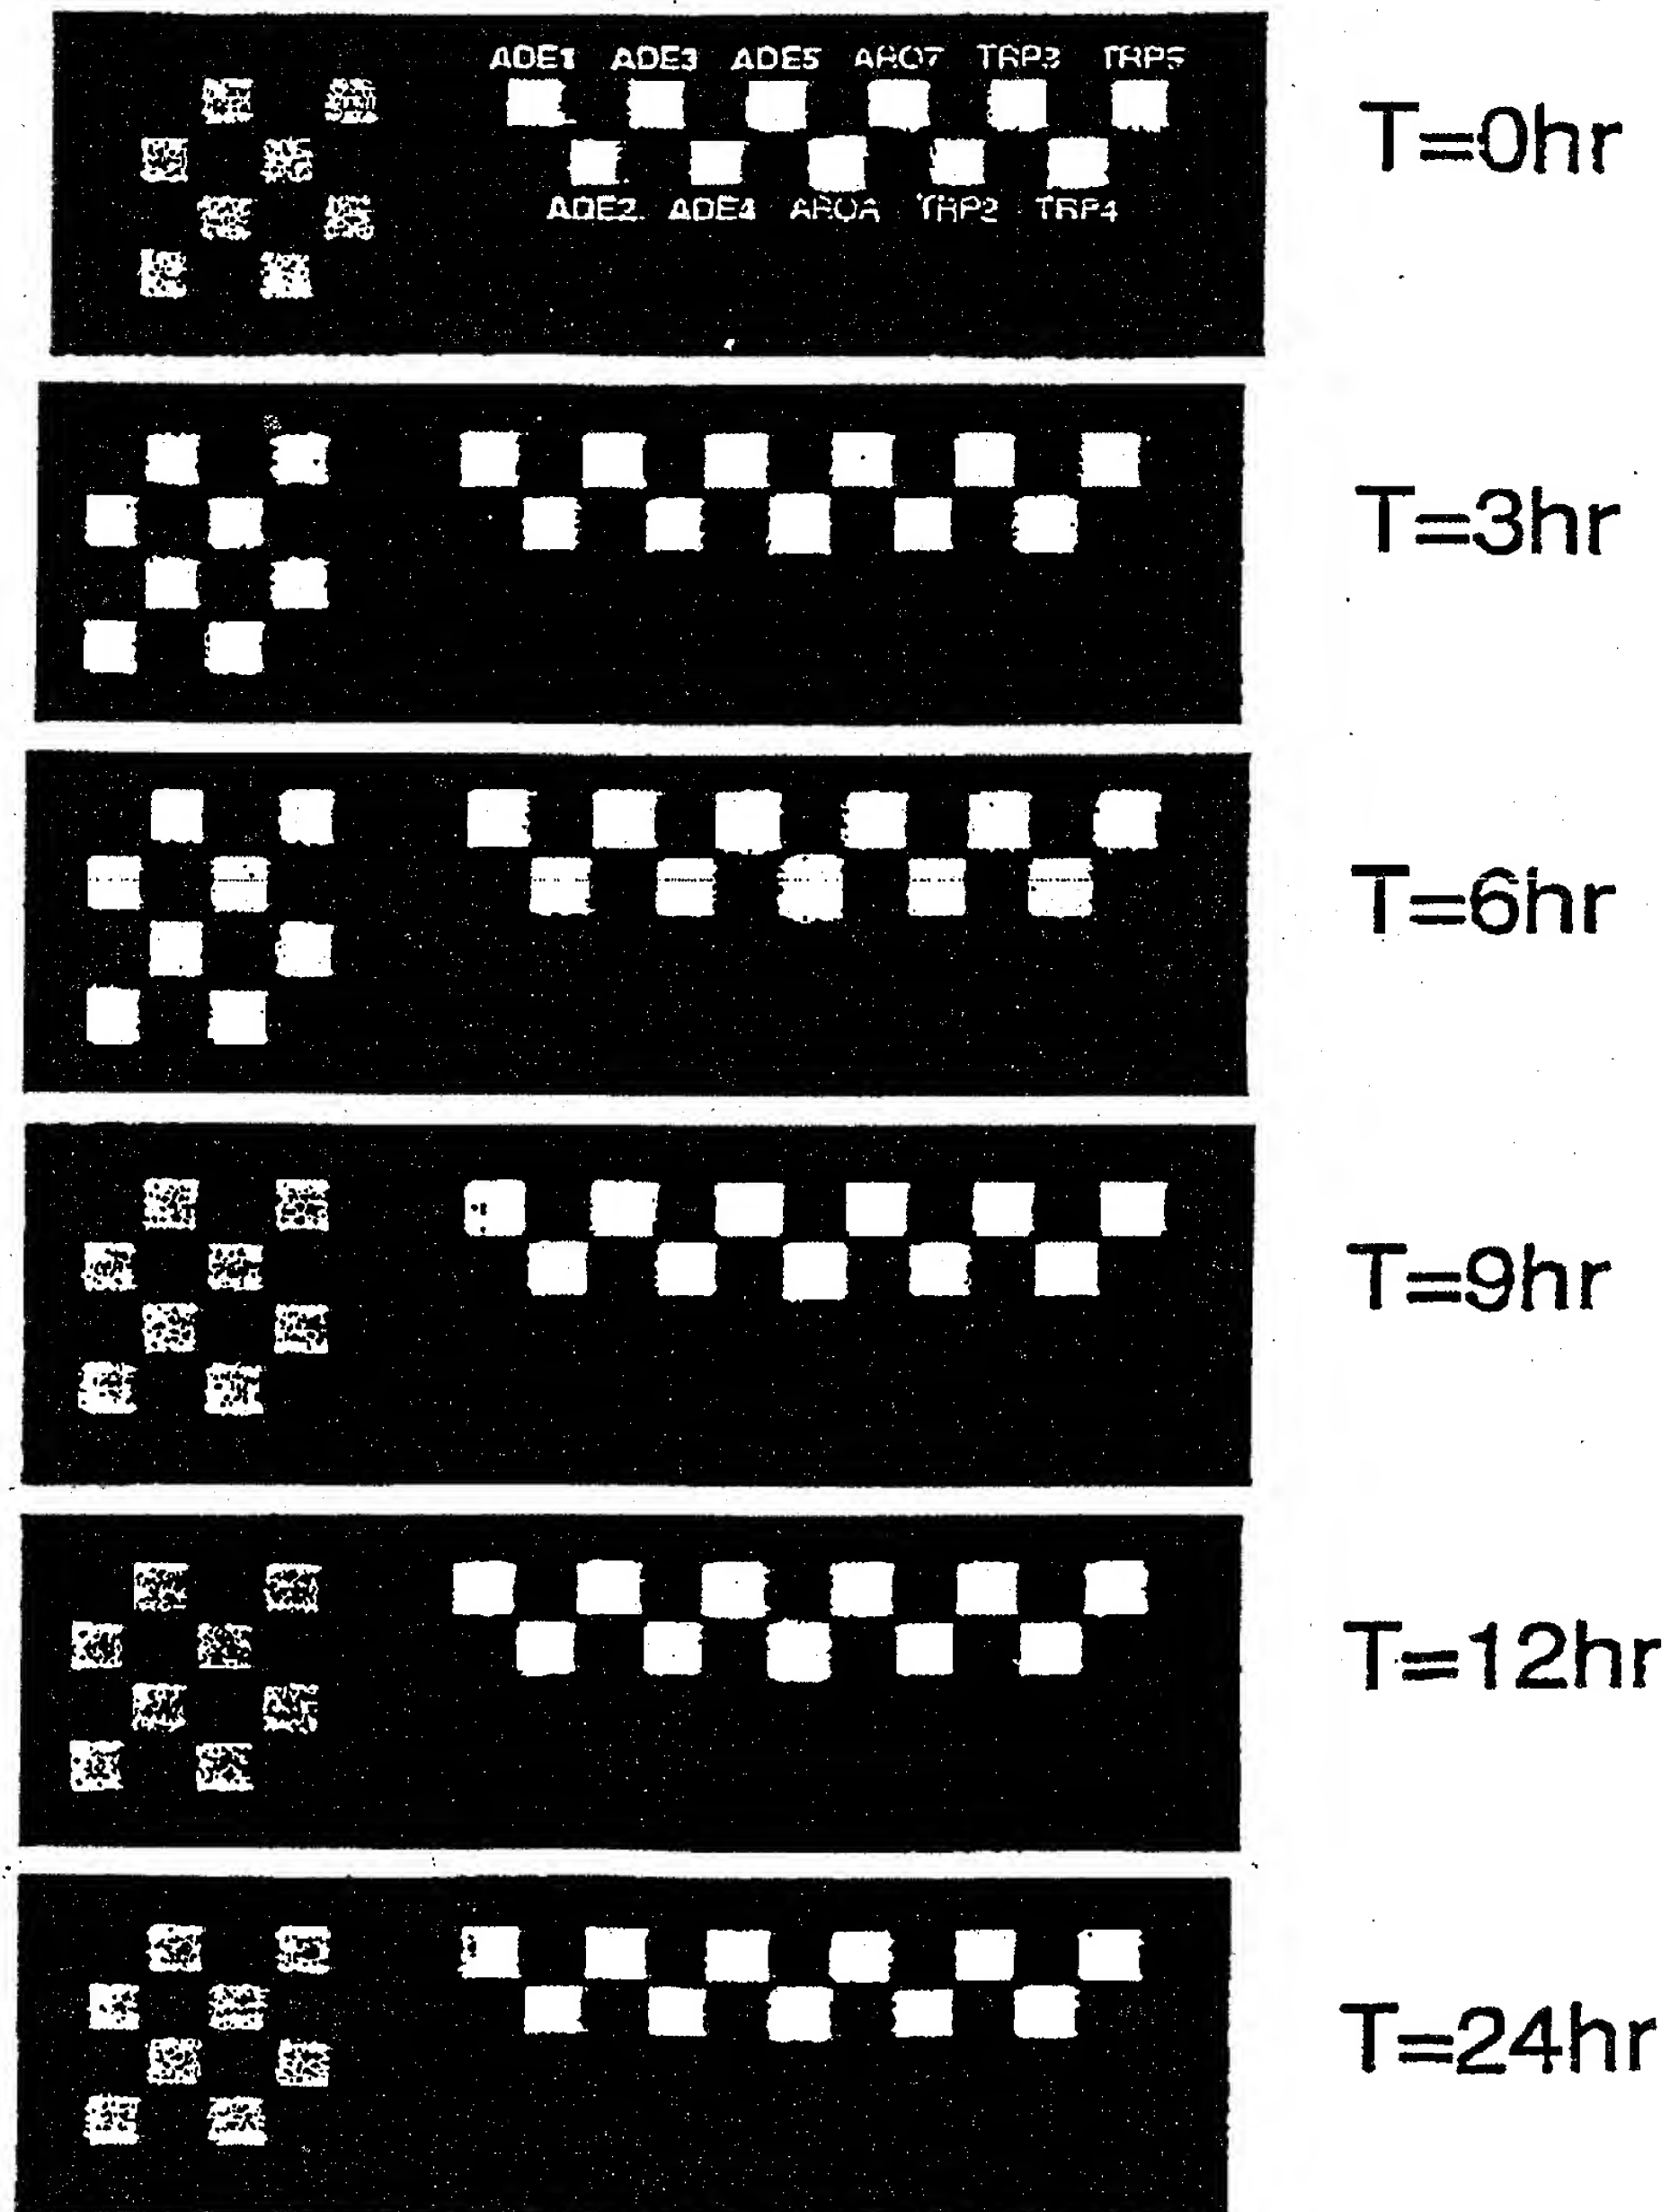 ADE1 ADE3 ADE5 ARO7 TRP3 TRP5
T=0hr
ADE2 ADE4 AROA TRP2 TRP4
T=3hr
T=6hr
T=9hr
T=12hr
T=24hr